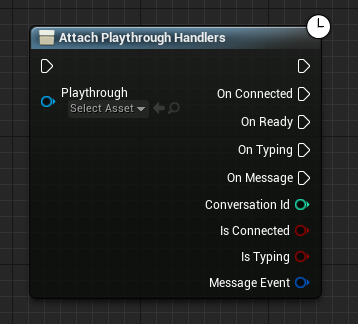 Attach Playthrough Handlers
Playthrough
Select Asset
On Connected
On Ready
On Typing
On Message
Conversation Id
Is Connected
Is Typing
Message Event